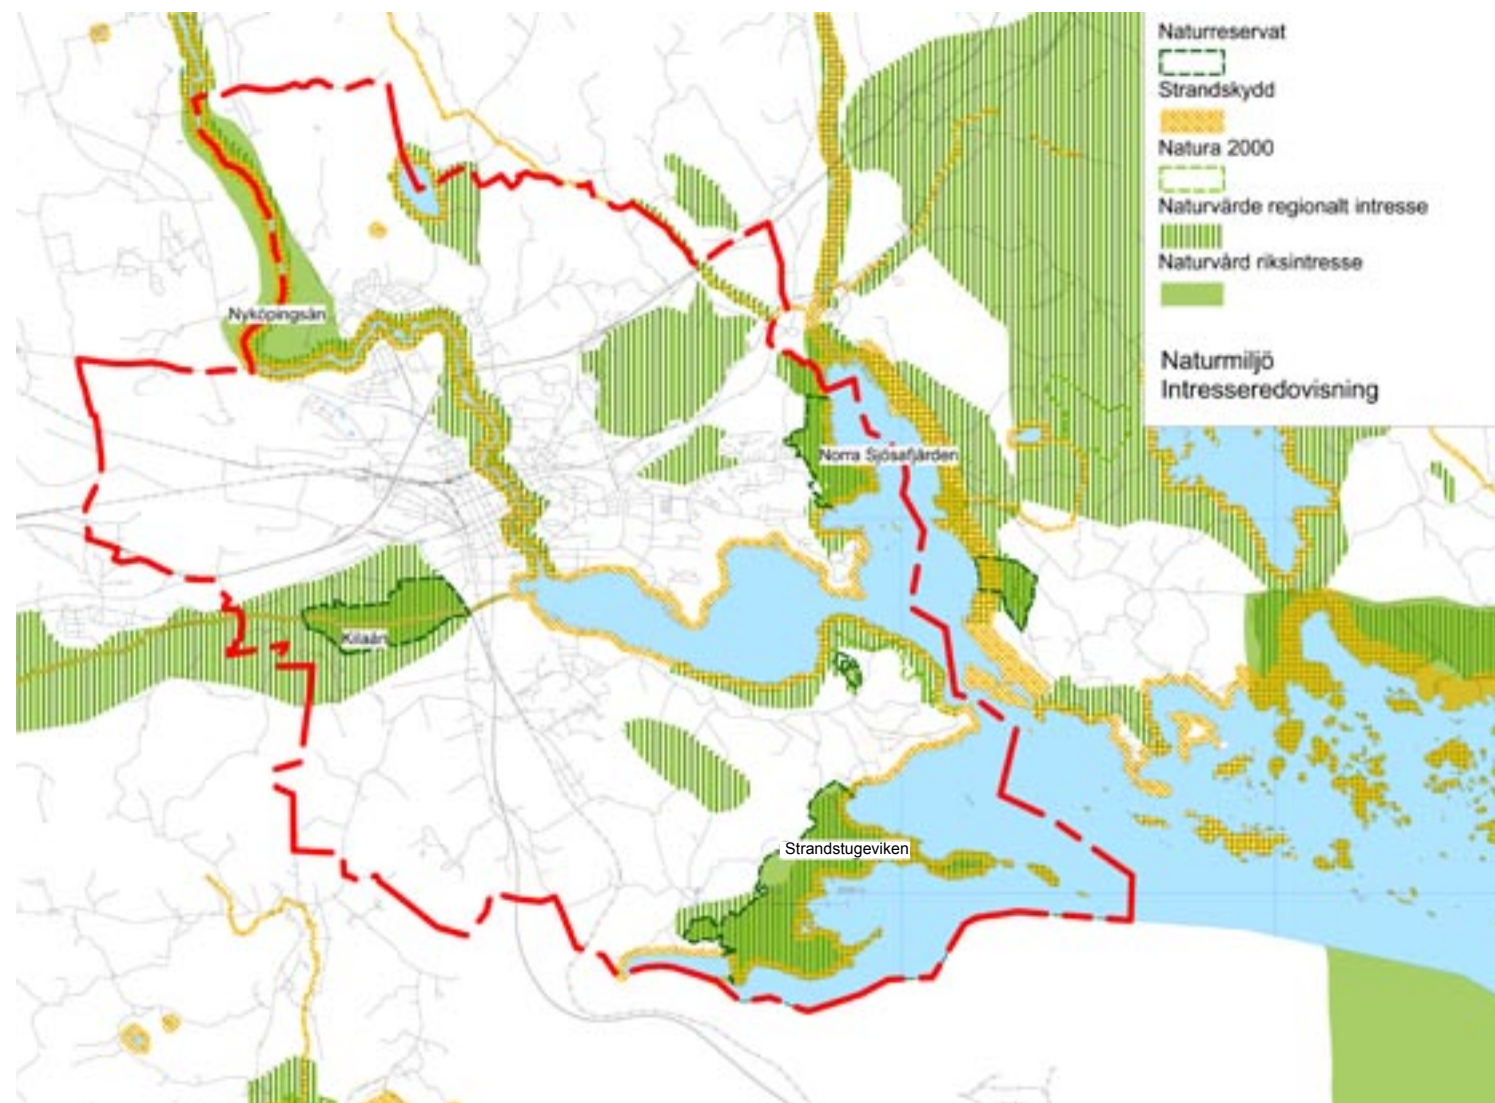 Naturreservat
Strandskydd
Natura 2000
Naturvärde regionalt intresse
Naturvård riksintresse
Naturmiljö
Intresseredovisning
Nyköpingsån
Norra Sjösafjärden
Kilaån
Strandstugeviken